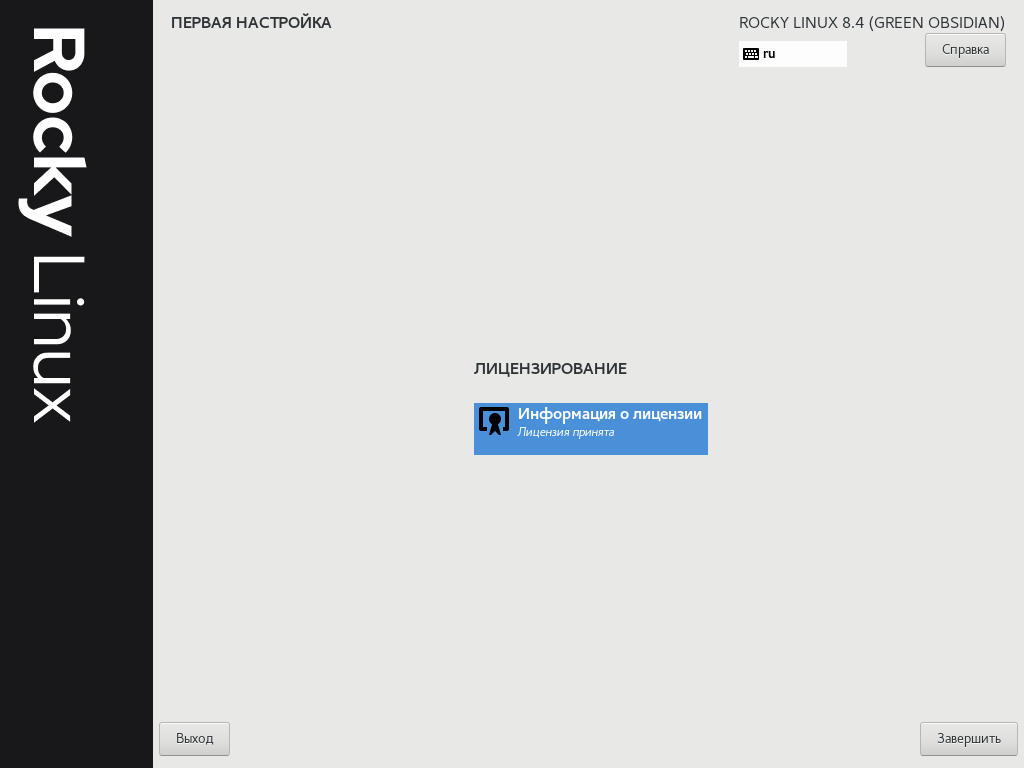 Rocky Linux
ПЕРВАЯ НАСТРОЙКА
ROCKY LINUX 8.4 (GREEN OBSIDIAN)
ru
Справка
ЛИЦЕНЗИРОВАНИЕ
Информация о лицензии
Лицензия принята
Выход
Завершить